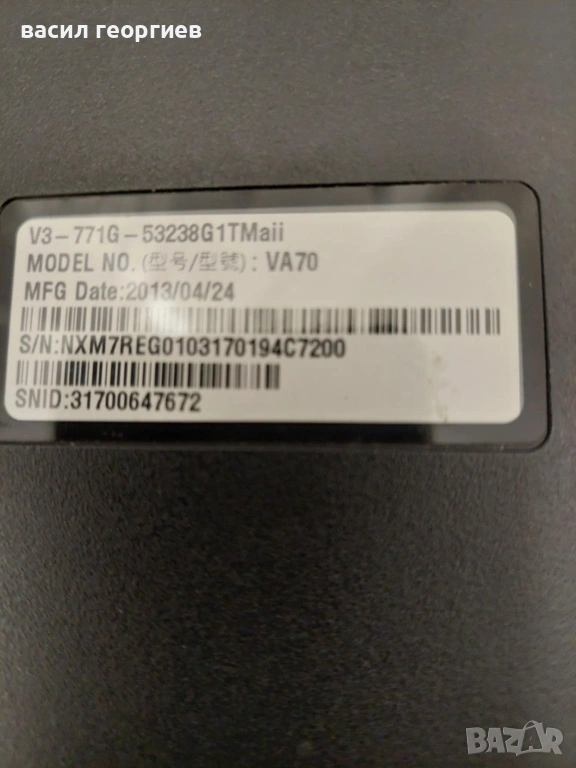 васил георгиев
V3-771G-53238G1TMaii
MODEL NO. (型号/型號) : VA70
MFG Date:2013/04/24
S/N:NXM7REG0103170194C7200
SNID:31700647672
BAZAR